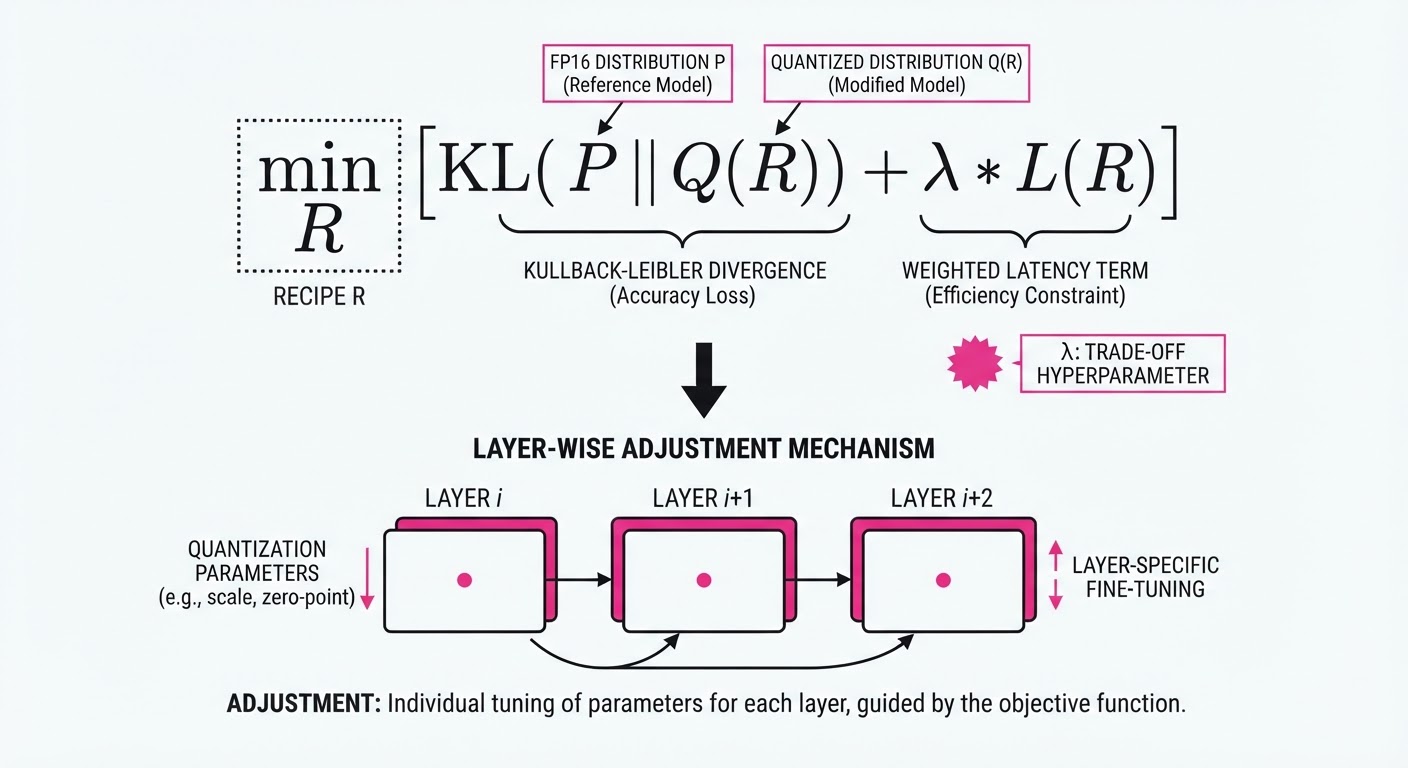 FP16 DISTRIBUTION P
(Reference Model)
QUANTIZED DISTRIBUTION Q(R)
(Modified Model)
min
R
[KL( P || Q(R)) + λ * L(R)]
RECIPE R
KULLBACK-LEIBLER DIVERGENCE
(Accuracy Loss)
WEIGHTED LATENCY TERM
(Efficiency Constraint)
λ: TRADE-OFF
HYPERPARAMETER
LAYER-WISE ADJUSTMENT MECHANISM
LAYER i
LAYER i+1
LAYER i+2
QUANTIZATION
PARAMETERS
(e.g., scale, zero-point)
LAYER-SPECIFIC
FINE-TUNING
ADJUSTMENT: Individual tuning of parameters for each layer, guided by the objective function.